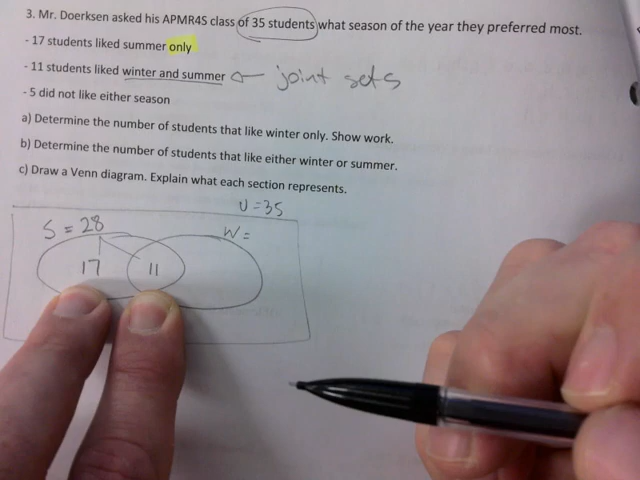 3. Mr. Doerksen asked his APMR4S class of 35 students what season of the year they preferred most.
- 17 students liked summer only
- 11 students liked winter and summer joint sets
- 5 did not like either season
a) Determine the number of students that like winter only. Show work.
b) Determine the number of students that like either winter or summer.
c) Draw a Venn diagram. Explain what each section represents.
U = 35
S = 28 W =
17 11